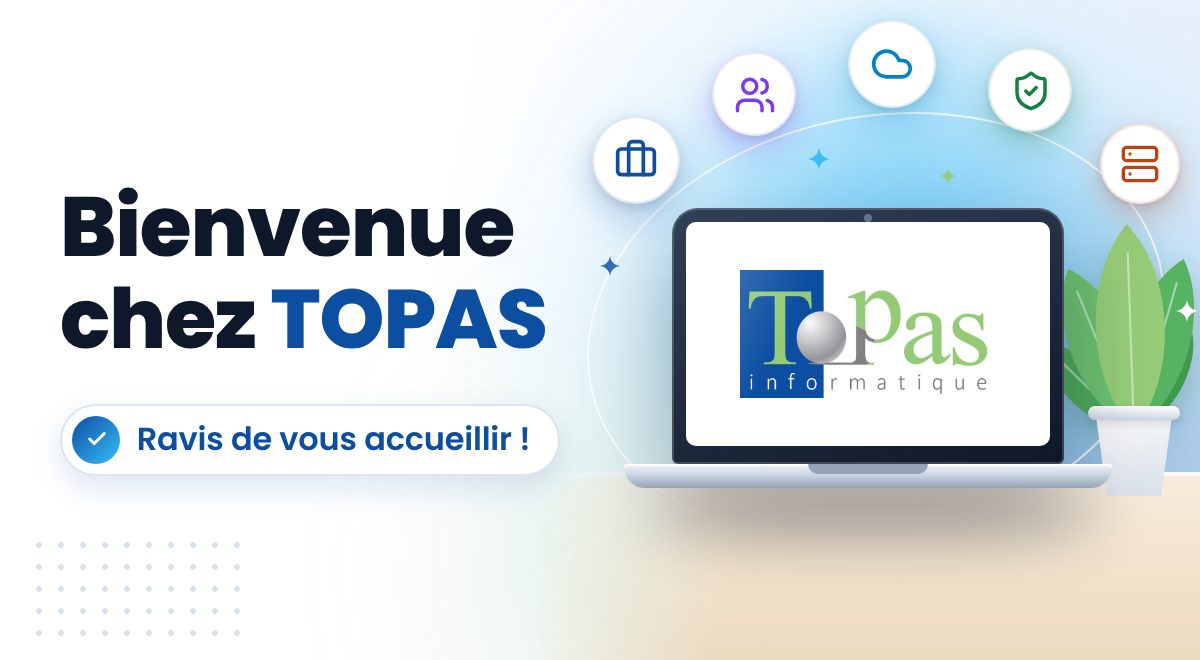 Bienvenue
chez TOPAS
Ravis de vous accueillir !
Topas
informatique